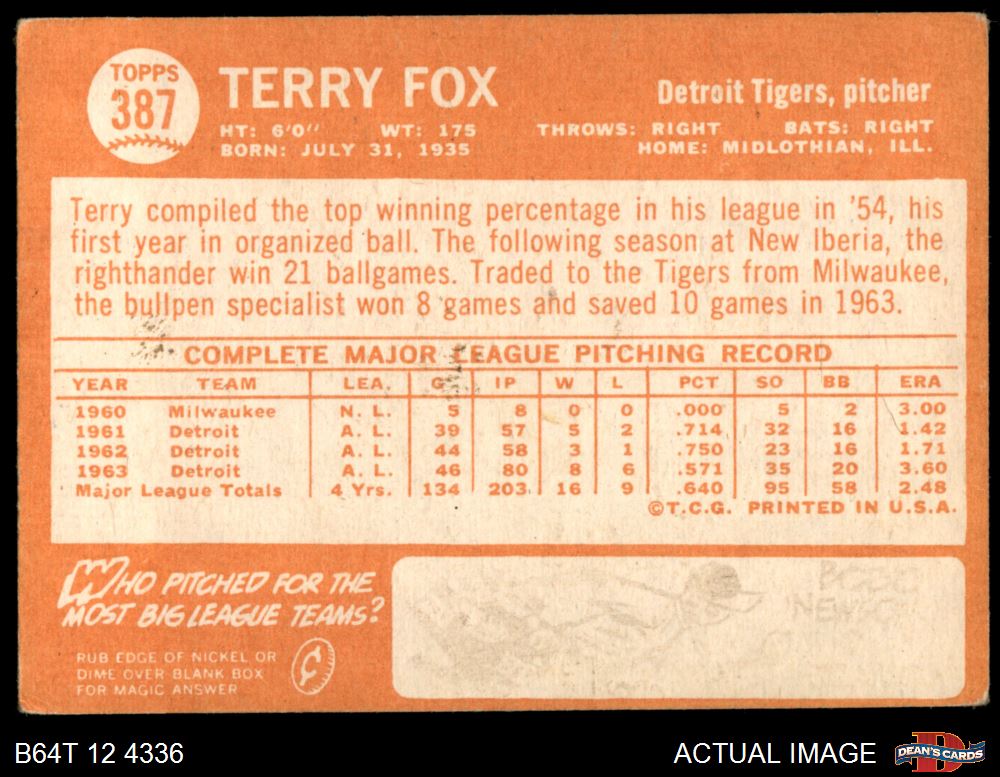 TOPPS
387
TERRY FOX
Detroit Tigers, pitcher
HT: 6'0" WT: 175 THROWS: RIGHT BATS: RIGHT
BORN: JULY 31, 1935 HOME: MIDLOTHIAN, ILL.
Terry compiled the top winning percentage in his league in '54, his
first year in organized ball. The following season at New Iberia, the
righthander win 21 ballgames. Traded to the Tigers from Milwaukee,
the bullpen specialist won 8 games and saved 10 games in 1963.
COMPLETE MAJOR LEAGUE PITCHING RECORD
YEAR TEAM LEA. G IP W L PCT SO BB ERA
1960 Milwaukee N. L. 5 8 0 0 .000 5 2 3.00
1961 Detroit A. L. 39 57 5 2 .714 32 16 1.42
1962 Detroit A. L. 44 58 3 1 .750 23 16 1.71
1963 Detroit A. L. 46 80 8 6 .571 35 20 3.60
Major League Totals 4 Yrs. 134 203 16 9 .640 95 58 2.48
©T.C.G. PRINTED IN U.S.A.
WHO PITCHED FOR THE
MOST BIG LEAGUE TEAMS?
RUB EDGE OF NICKEL OR
DIME OVER BLANK BOX
FOR MAGIC ANSWER
¢
B64T 12 4336
ACTUAL IMAGE
DEAN'S CARDS